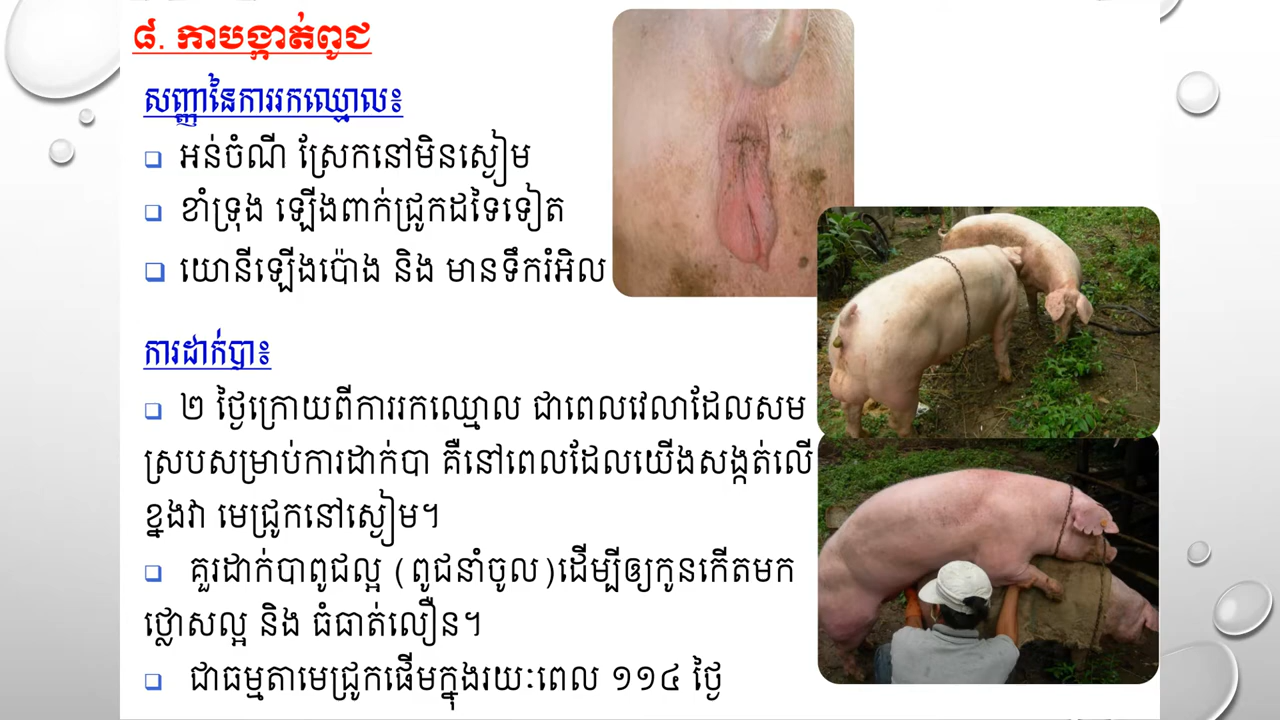 ៨. ការបង្កាត់ពូជ
សញ្ញានៃការរកឈ្មោល៖
អន់ចំណី ស្រែកនៅមិនស្ងៀម
ខាំទ្រុង ឡើងពាក់ជ្រូកដទៃទៀត
យោនីឡើងប៉ោង និង មានទឹករំអិល
ការដាក់បា៖
២ ថ្ងៃក្រោយពីការរកឈ្មោល ជាពេលវេលាដែលសម
ស្របសម្រាប់ការដាក់បា គឺនៅពេលដែលយើងសង្កត់លើ
ខ្នងវា មេជ្រូកនៅស្ងៀម។
គួរដាក់បាពូជល្អ (ពូជនាំចូល)ដើម្បីឲ្យកូនកើតមក
ថ្លោសល្អ និង ធំធាត់លឿន។
ជាធម្មតាមេជ្រូកផើមក្នុងរយៈពេល ១១៤ ថ្ងៃ